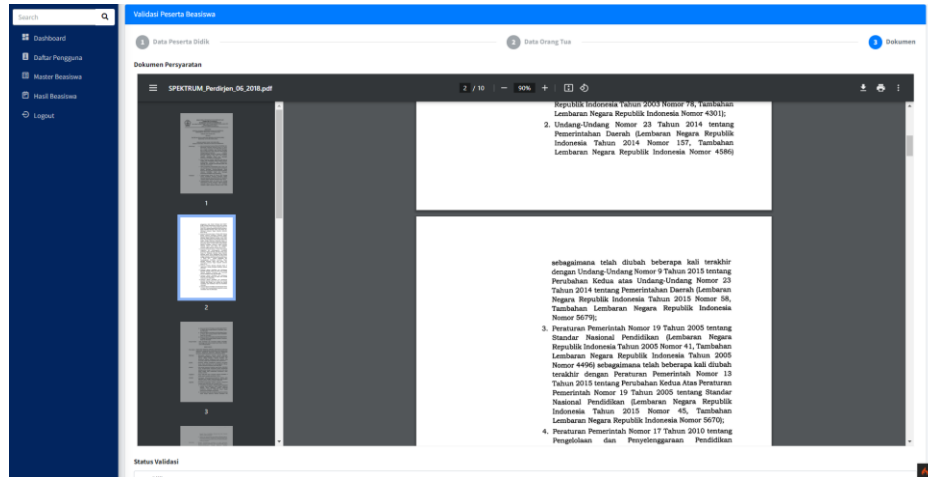 Search
Dashboard
Daftar Pengguna
Master Beasiswa
Hasil Beasiswa
Logout
Validasi Peserta Beasiswa
1 Data Peserta Didik
2 Data Orang Tua
3 Dokumen
Dokumen Persyaratan
SPEKTRUM_Perdirjen_06_2018.pdf
2 / 10
90%
1
2
3
Republik Indonesia Tahun 2003 Nomor 78, Tambahan
Lembaran Negara Republik Indonesia Nomor 4301);
2. Undang-Undang Nomor 23 Tahun 2014 tentang
Pemerintahan Daerah (Lembaran Negara Republik
Indonesia Tahun 2014 Nomor 157, Tambahan
Lembaran Negara Republik Indonesia Nomor 4586)
sebagaimana telah diubah beberapa kali terakhir
dengan Undang-Undang Nomor 9 Tahun 2015 tentang
Perubahan Kedua atas Undang-Undang Nomor 23
Tahun 2014 tentang Pemerintahan Daerah (Lembaran
Negara Republik Indonesia Tahun 2015 Nomor 58,
Tambahan Lembaran Negara Republik Indonesia
Nomor 5679);
3. Peraturan Pemerintah Nomor 19 Tahun 2005 tentang
Standar Nasional Pendidikan (Lembaran Negara
Republik Indonesia Tahun 2005 Nomor 41, Tambahan
Lembaran Negara Republik Indonesia Tahun 2005
Nomor 4496) sebagaimana telah beberapa kali diubah
terakhir dengan Peraturan Pemerintah Nomor 13
Tahun 2015 tentang Perubahan Kedua Atas Peraturan
Pemerintah Nomor 19 Tahun 2005 tentang Standar
Nasional Pendidikan (Lembaran Negara Republik
Indonesia Tahun 2015 Nomor 45, Tambahan
Lembaran Negara Republik Indonesia Nomor 5670);
4. Peraturan Pemerintah Nomor 17 Tahun 2010 tentang
Pengelolaan dan Penyelenggaraan Pendidikan
Status Validasi